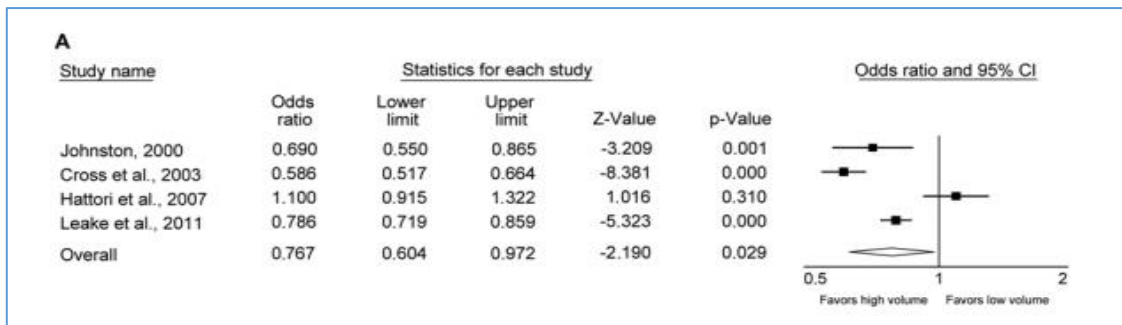 A
Study name Statistics for each study Odds ratio and 95% CI
Odds ratio Lower limit Upper limit Z-Value p-Value
Johnston, 2000 0.690 0.550 0.865 -3.209 0.001
Cross et al., 2003 0.586 0.517 0.664 -8.381 0.000
Hattori et al., 2007 1.100 0.915 1.322 1.016 0.310
Leake et al., 2011 0.786 0.719 0.859 -5.323 0.000
Overall 0.767 0.604 0.972 -2.190 0.029
0.5 1 2
Favors high volume Favors low volume